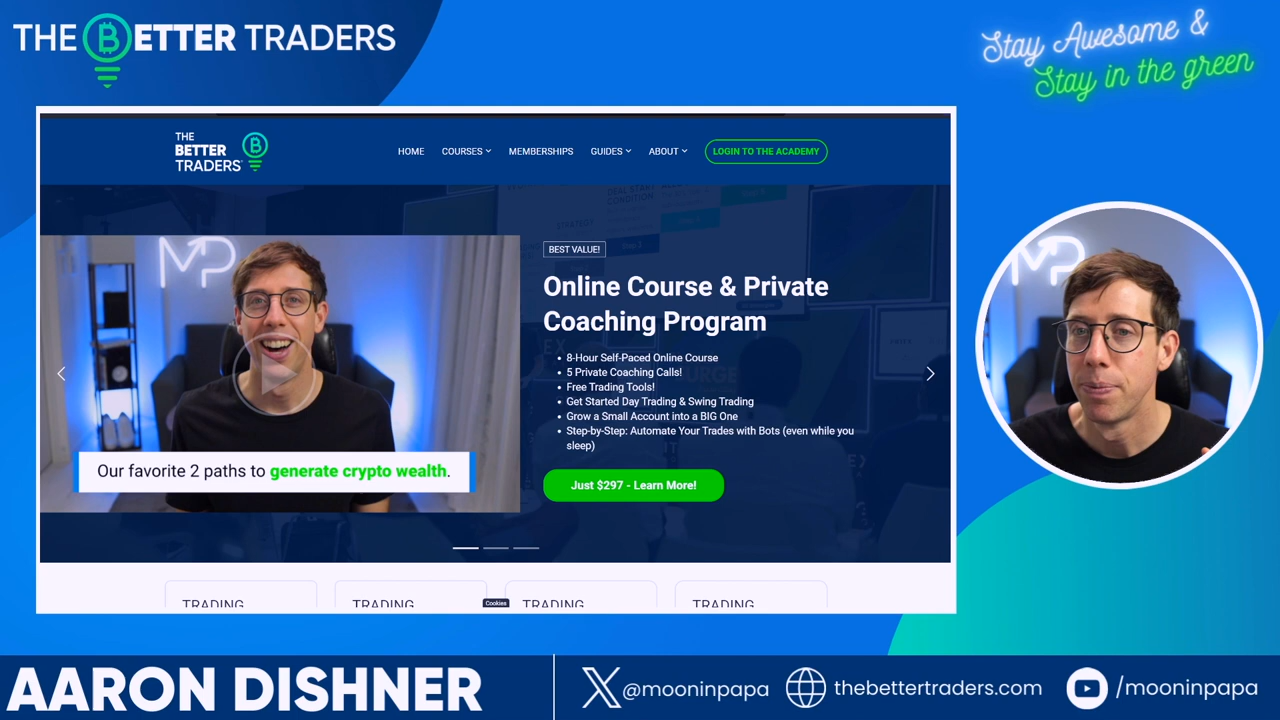 THE BETTER TRADERS
Stay Awesome &
Stay in the green
THE
BETTER
TRADERS
HOME COURSES MEMBERSHIPS GUIDES ABOUT LOGIN TO THE ACADEMY
MP
Our favorite 2 paths to generate crypto wealth.
BEST VALUE!
Online Course & Private
Coaching Program
• 8-Hour Self-Paced Online Course
• 5 Private Coaching Calls!
• Free Trading Tools!
• Get Started Day Trading & Swing Trading
• Grow a Small Account into a BIG One
• Step-by-Step: Automate Your Trades with Bots (even while you
sleep)
Just $297 - Learn More!
MP
TRADING TRADING TRADING TRADING
Cookies
AARON DISHNER
@mooninpapa thebettertraders.com /mooninpapa